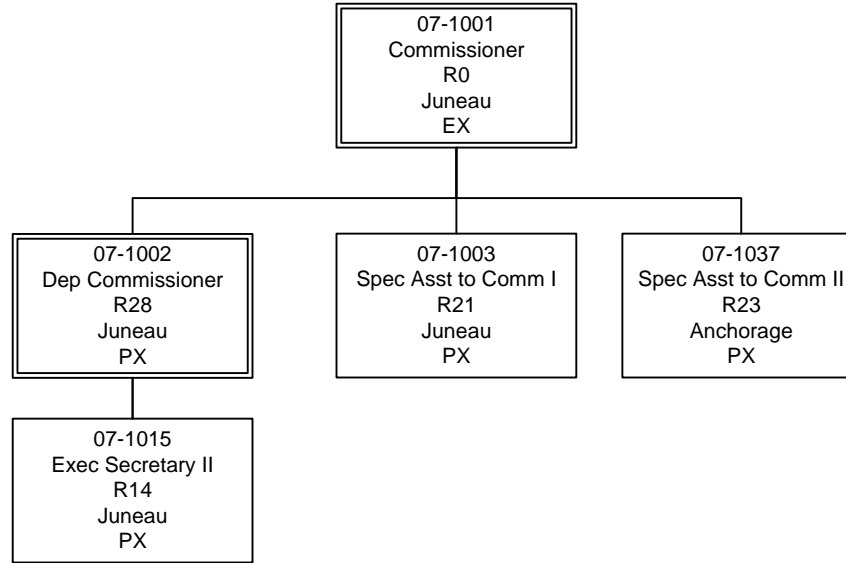 07-1001
Commissioner
R0
Juneau
EX
07-1002
Dep Commissioner
R28
Juneau
PX
07-1003
Spec Asst to Comm I
R21
Juneau
PX
07-1037
Spec Asst to Comm II
R23
Anchorage
PX
07-1015
Exec Secretary II
R14
Juneau
PX